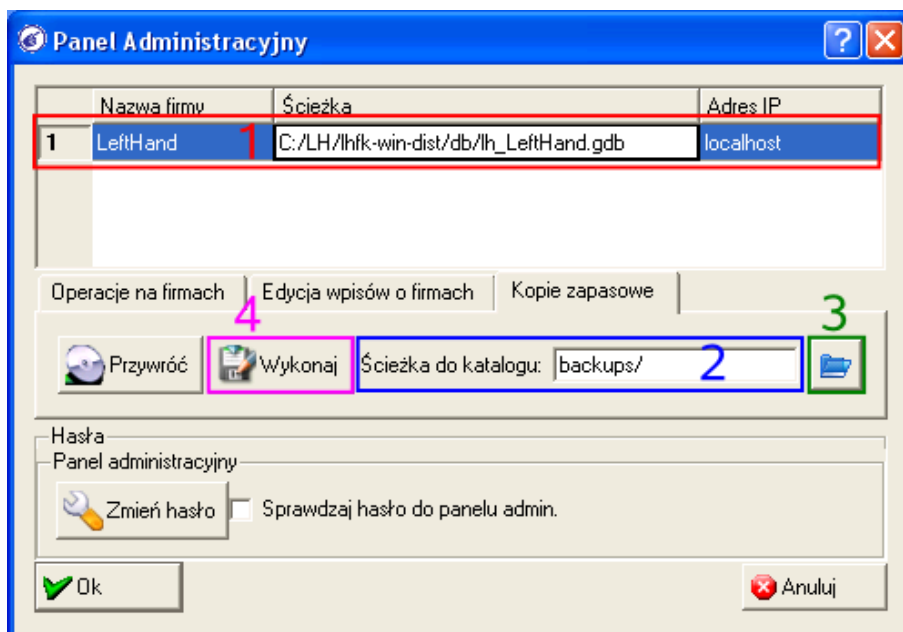 Panel Administracyjny
Nazwa firmy Ścieżka Adres IP
1 LeftHand 1 C:/LH/lhfk-win-dist/db/lh_LeftHand.gdb localhost
Operacje na firmach Edycja wpisów o firmach Kopie zapasowe
4 3
Przywróć Wykonaj Ścieżka do katalogu: backups/ 2
Hasła
Panel administracyjny
Zmień hasło Sprawdzaj hasło do panelu admin.
Ok Anuluj